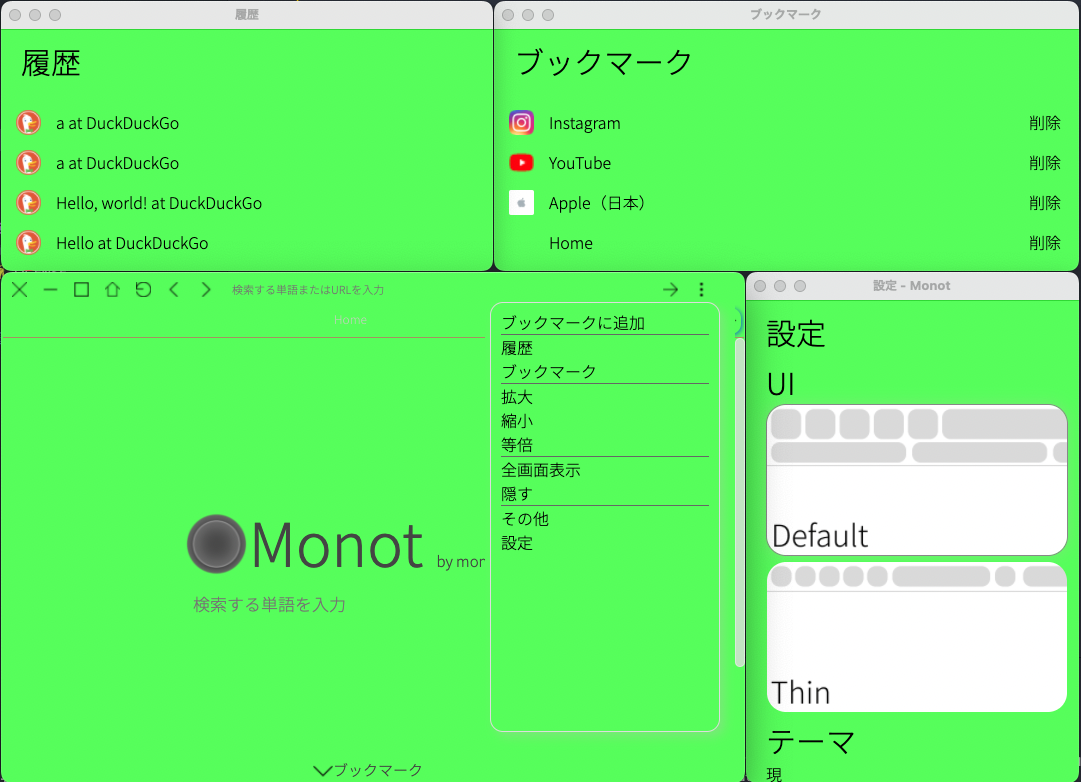 履歴
履歴
a at DuckDuckGo
a at DuckDuckGo
Hello, world! at DuckDuckGo
Hello at DuckDuckGo
ブックマーク
ブックマーク
Instagram 削除
YouTube 削除
Apple（日本） 削除
Home 削除
検索する単語またはURLを入力
Home
ブックマークに追加
履歴
ブックマーク
拡大
縮小
等倍
全画面表示
隠す
その他
設定
Monot by mon
検索する単語を入力
ブックマーク
設定 - Monot
設定
UI
Default
Thin
テーマ
現